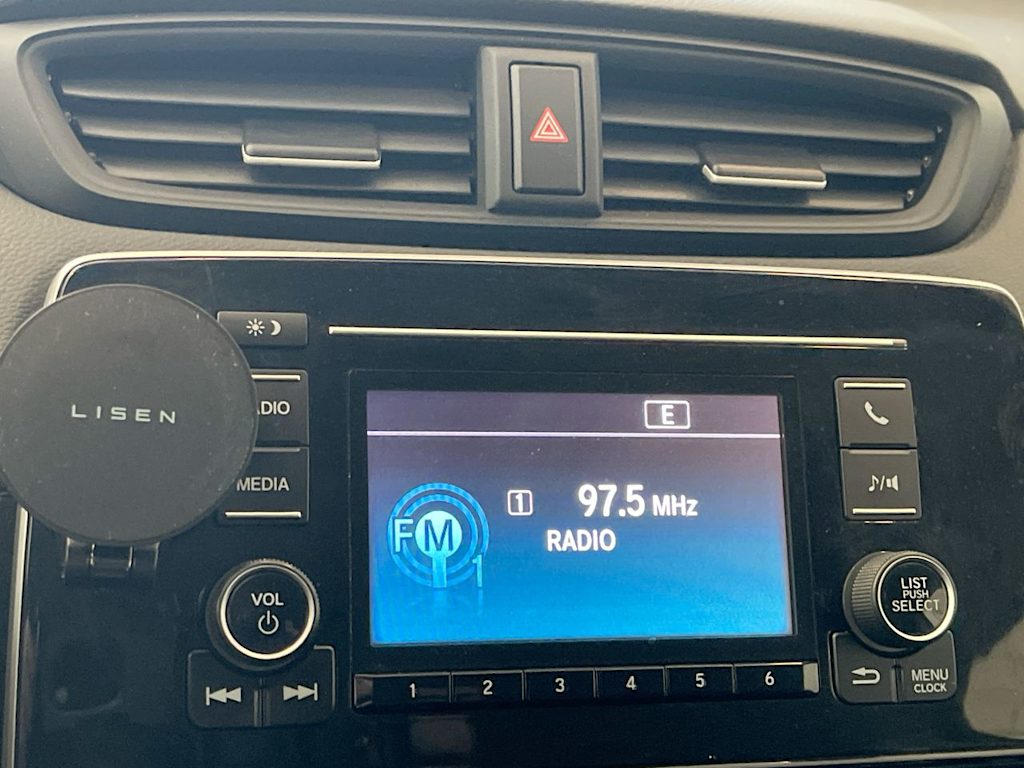 LISEN
DIO
MEDIA
VOL
E
1
97.5 MHz
RADIO
FM
1
LIST
PUSH
SELECT
MENU
CLOCK
1 2 3 4 5 6